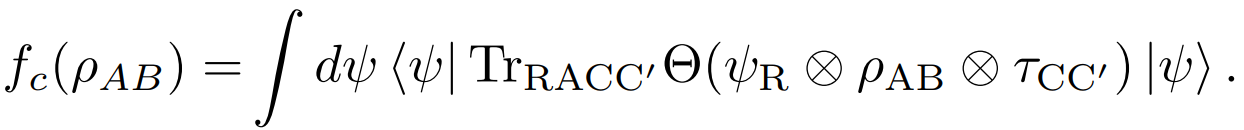 f_c(ρ_{AB}) = ∫ dψ ⟨ψ| Tr_{RACC′} Θ(ψ_R ⊗ ρ_{AB} ⊗ τ_{CC′}) |ψ⟩ .